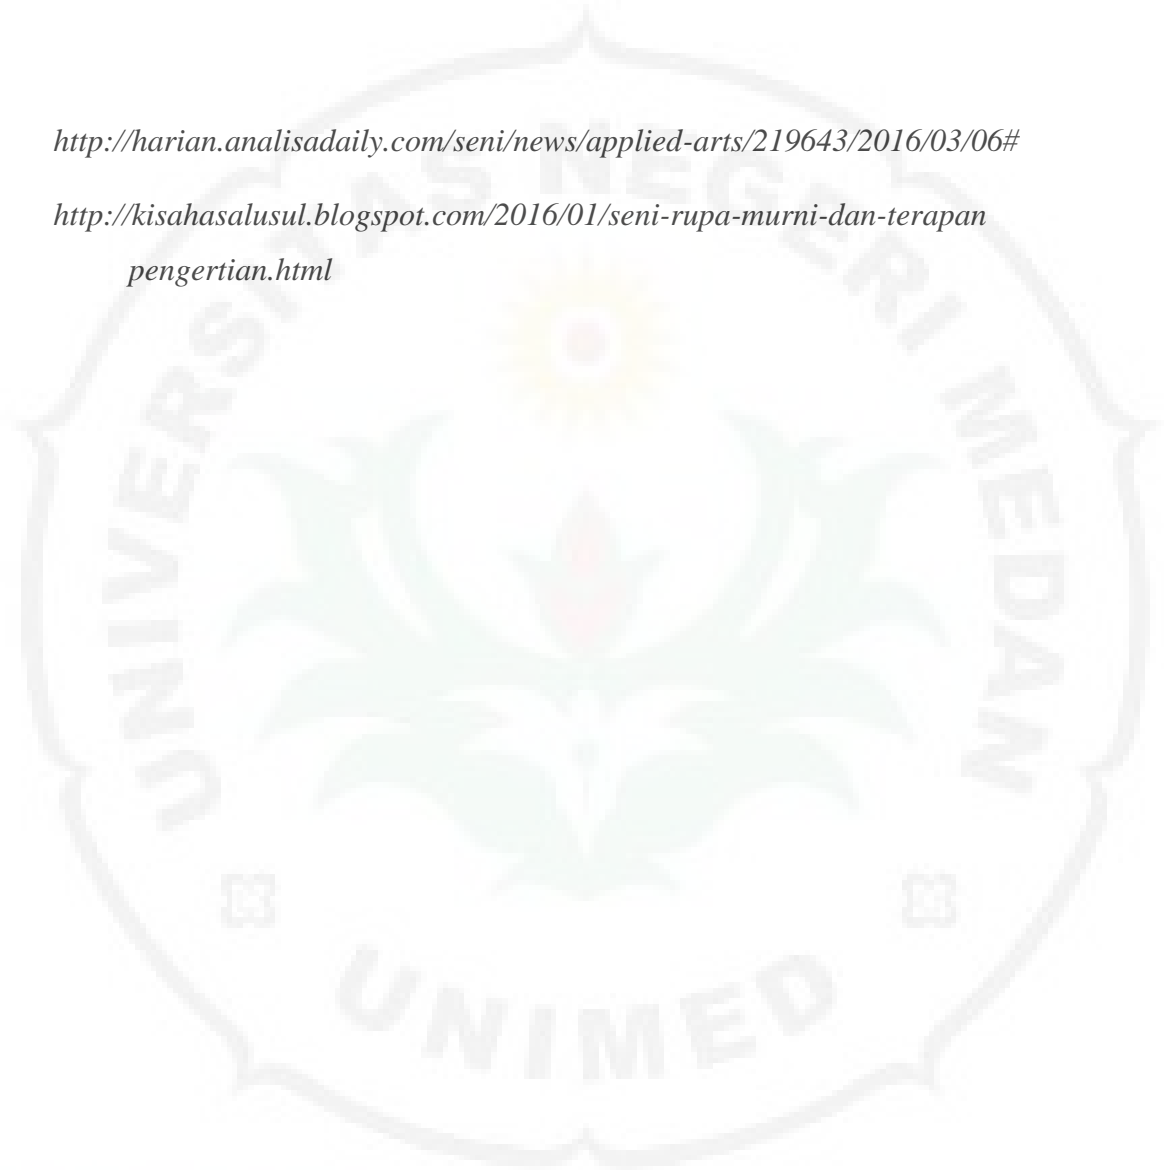 http://harian.analisadaily.com/seni/news/applied-arts/219643/2016/03/06#
http://kisahasalusul.blogspot.com/2016/01/seni-rupa-murni-dan-terapan
pengertian.html
UNIVERSITAS NEGERI MEDAN
UNIMED